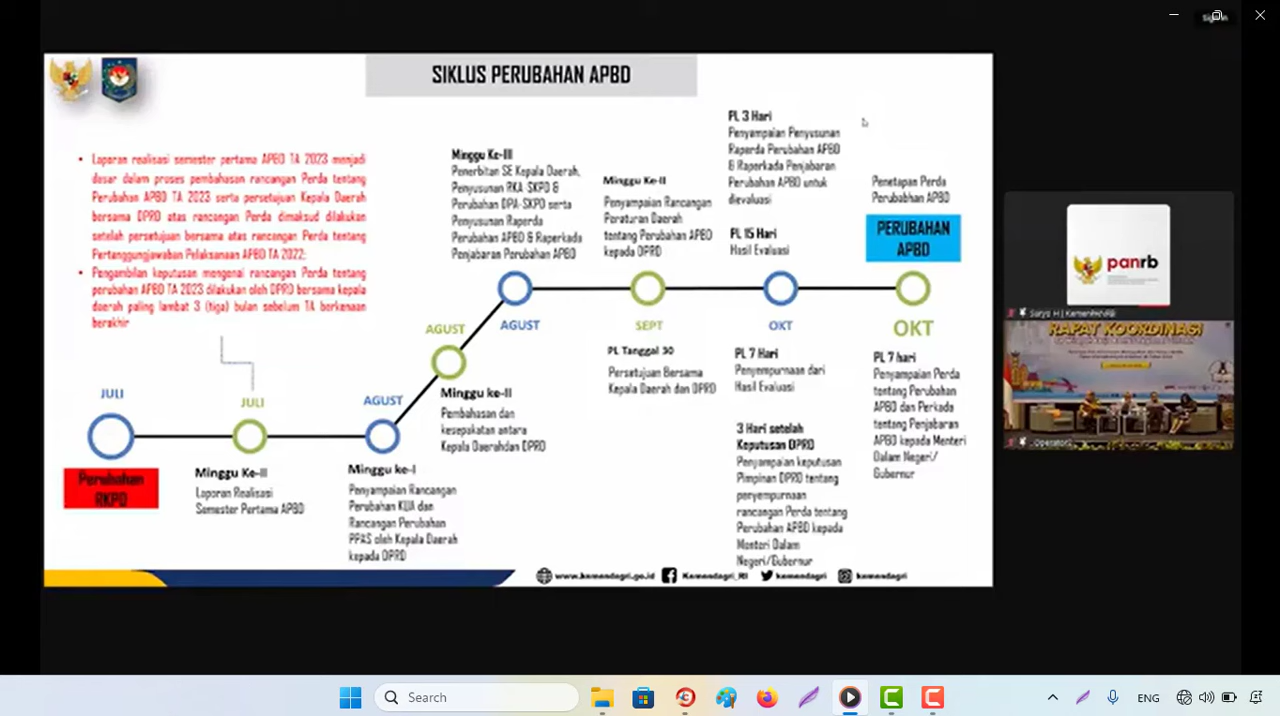 SIKLUS PERUBAHAN APBD
• Laporan realisasi semester pertama APBD TA 2023 menjadi
dasar dalam proses pembahasan rancangan Perda tentang
Perubahan APBD TA 2023 serta persetujuan Kepala Daerah
bersama DPRD atas rancangan Perda dimaksud dilakukan
setelah persetujuan bersama atas rancangan Perda tentang
Pertanggungjawaban Pelaksanaan APBD TA 2022;
• Pengambilan keputusan mengenai rancangan Perda tentang
perubahan APBD TA 2023 dilakukan oleh DPRD bersama kepala
daerah paling lambat 3 (tiga) bulan sebelum TA berkenaan
berakhir
JULI
Perubahan
RKPD
JULI
Minggu Ke-II
Laporan Realisasi
Semester Pertama APBD
AGUST
Minggu ke-I
Penyampaian Rancangan
Perubahan KUA dan
Rancangan Perubahan
PPAS oleh Kepala Daerah
kepada DPRD
AGUST
Minggu ke-II
Pembahasan dan
kesepakatan antara
Kepala Daerahdan DPRD
Minggu Ke-III
Penerbitan SE Kepala Daerah,
Penyusunan RKA-SKPD &
Perubahan DPA-SKPD serta
Penyusunan Raperda
Perubahan APBD & Raperkada
Penjabaran Perubahan APBD
AGUST
Minggu Ke-II
Penyampaian Rancangan
Peraturan Daerah
tentang Perubahan APBD
kepada DPRD
SEPT
PL Tanggal 30
Persetujuan Bersama
Kepala Daerah dan DPRD
PL 3 Hari
Penyampaian Penyusunan
Raperda Perubahan APBD
& Raperkada Penjabaran
Perubahan APBD untuk
dievaluasi
PL 15 Hari
Hasil Evaluasi
OKT
PL 7 Hari
Penyempurnaan dari
Hasil Evaluasi
3 Hari setelah
Keputusan DPRD
Penyampaian keputusan
Pimpinan DPRD tentang
penyempurnaan
rancangan Perda tentang
Perubahan APBD kepada
Menteri Dalam
Negeri/Gubernur
Penetapan Perda
Perubabhan APBD
PERUBAHAN
APBD
OKT
PL 7 hari
Penyampaian Perda
tentang Perubahan
APBD dan Perkada
tentang Penjabaran
APBD kepada Menteri
Dalam Negeri/
Gubernur
www.kemendagri.go.id Kemendagri_RI kemendagri kemendagri
panrb
Suryo H | KemenPANRB
RAPAT KOORDINASI
Operator2
Search
ENG